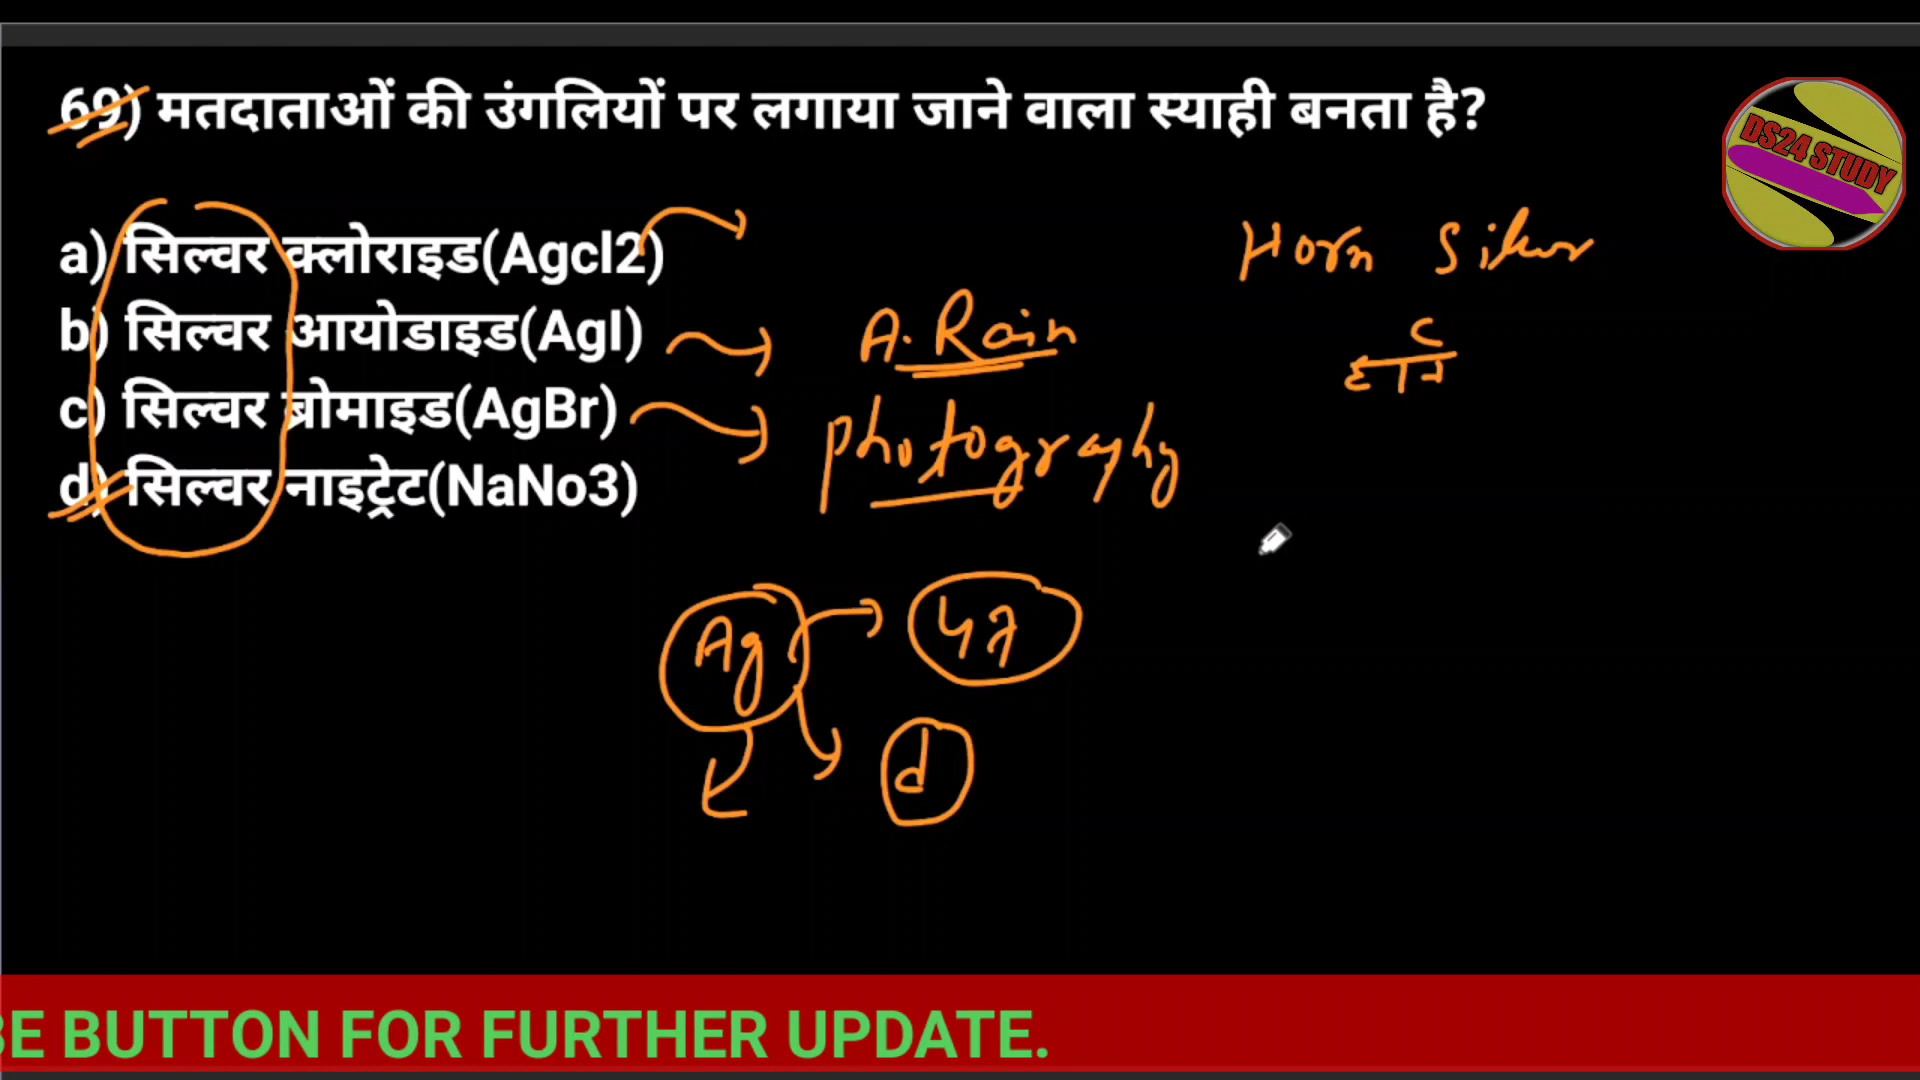 69) मतदाताओं की उंगलियों पर लगाया जाने वाला स्याही बनता है?
DS24 STUDY
a) सिल्वर क्लोराइड(Agcl2)
Horn Silver
b) सिल्वर आयोडाइड(AgI)
A. Rain
c) सिल्वर ब्रोमाइड(AgBr)
photography
d) सिल्वर नाइट्रेट(NaNo3)
Ag
47
d
BUTTON FOR FURTHER UPDATE.